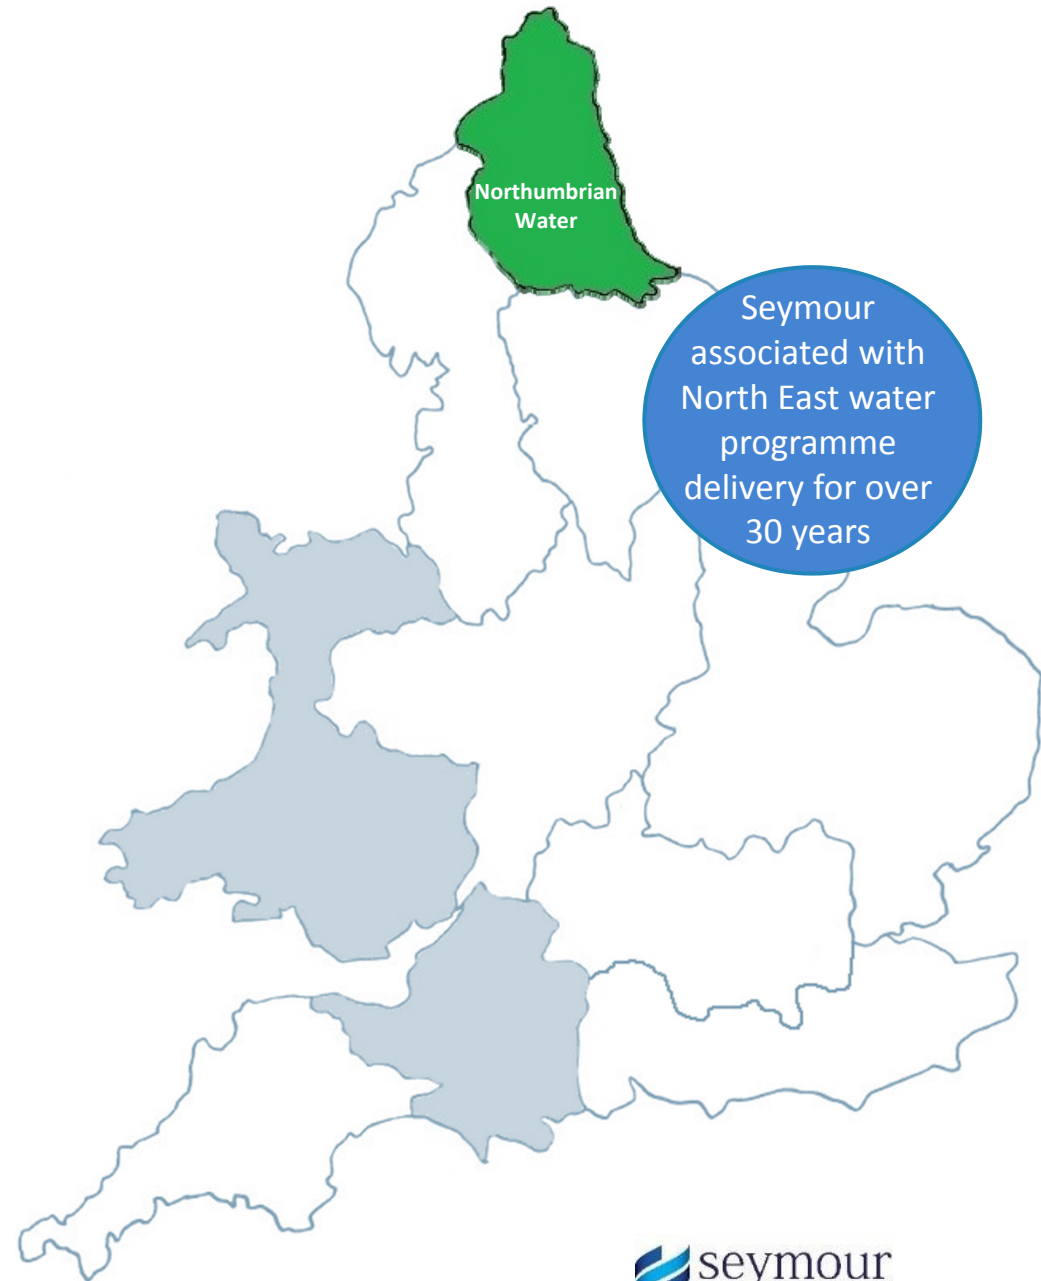 Northumbrian
Water
Seymour
associated with
North East water
programme
delivery for over
30 years
seymour